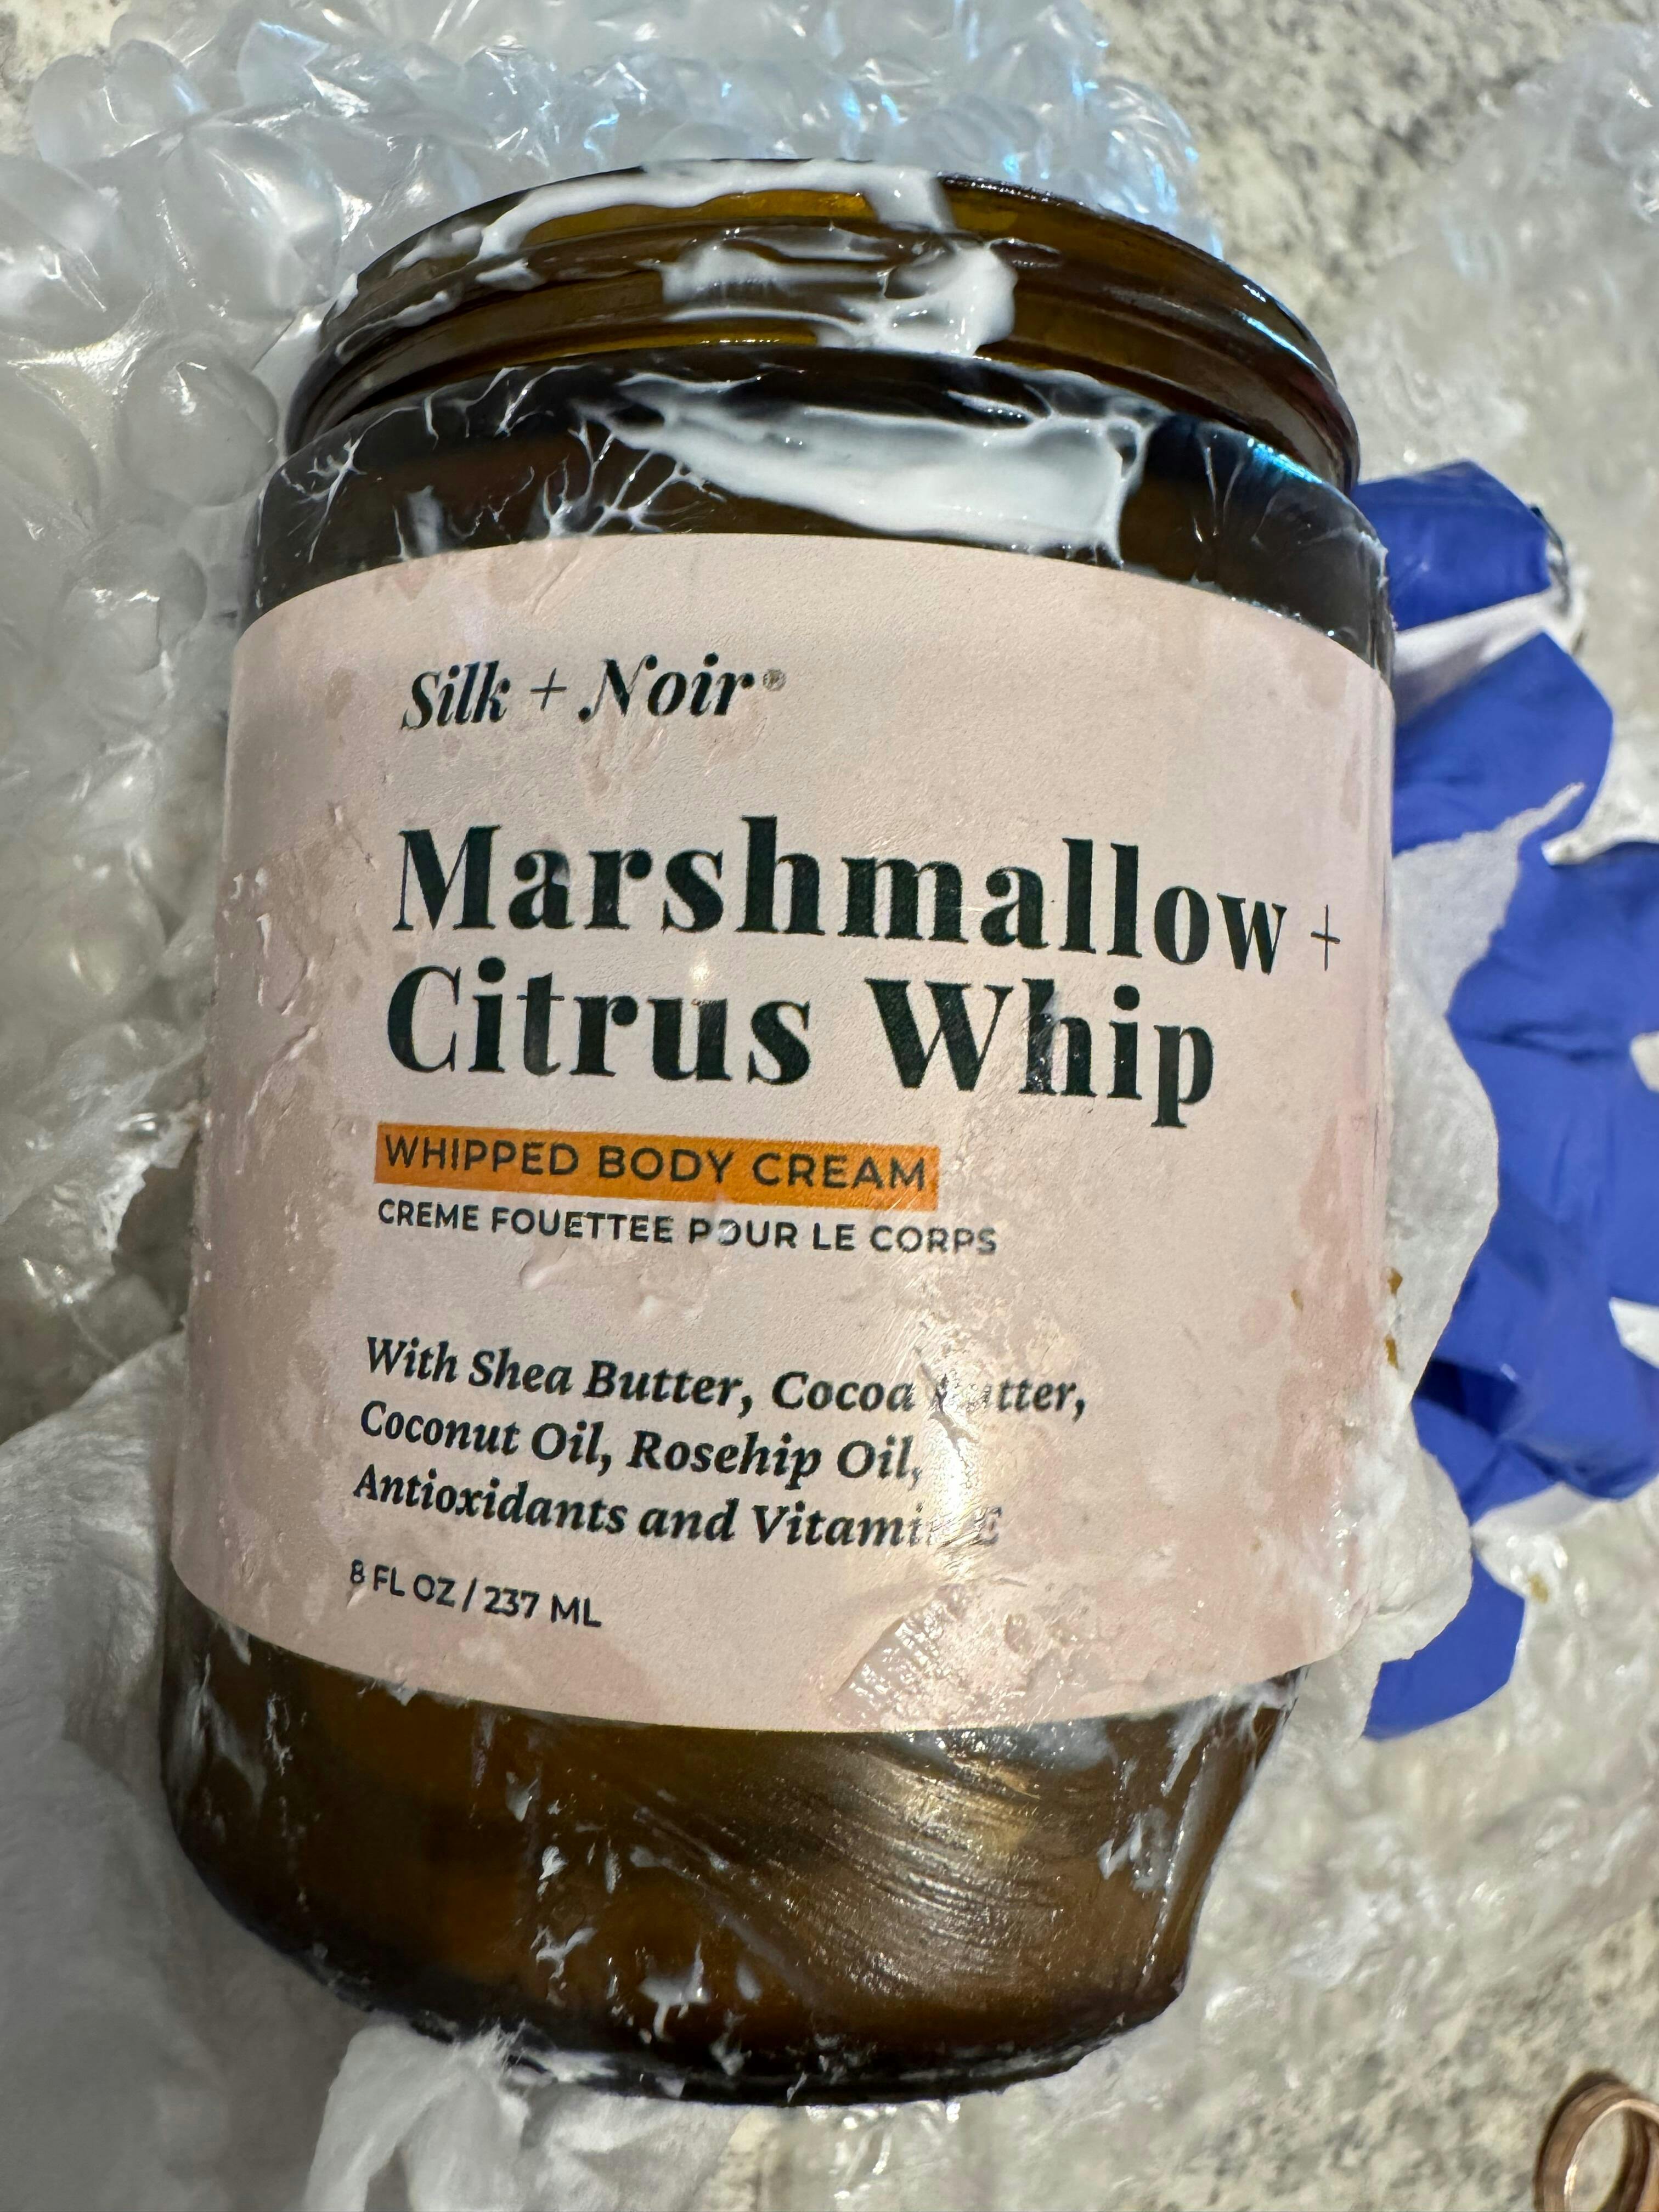 Silk + Noir®
Marshmallow +
Citrus Whip
WHIPPED BODY CREAM
CREME FOUETTEE POUR LE CORPS
With Shea Butter, Cocoa Butter,
Coconut Oil, Rosehip Oil,
Antioxidants and Vitamin E
8 FL OZ / 237 ML